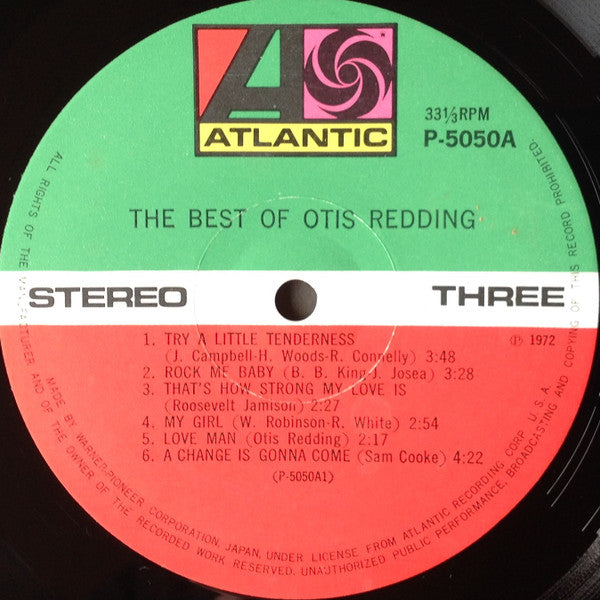 ATLANTIC
33⅓RPM
P-5050A
THE BEST OF OTIS REDDING
STEREO
THREE
℗ 1972
1. TRY A LITTLE TENDERNESS
(J. Campbell-H. Woods-R. Connelly) 3:48
2. ROCK ME BABY (B. B. King-J. Josea) 3:28
3. THAT'S HOW STRONG MY LOVE IS
(Roosevelt Jamison) 2:27
4. MY GIRL (W. Robinson-R. White) 2:54
5. LOVE MAN (Otis Redding) 2:17
6. A CHANGE IS GONNA COME (Sam Cooke) 4:22
(P-5050A1)
MADE BY WARNER-PIONEER CORPORATION, JAPAN, UNDER LICENSE FROM ATLANTIC RECORDING CORP. U.S.A.
ALL RIGHTS OF THE MANUFACTURER AND OF THE OWNER OF THE RECORDED WORK RESERVED. UNAUTHORIZED PUBLIC PERFORMANCE, BROADCASTING AND COPYING OF THIS RECORD PROHIBITED.